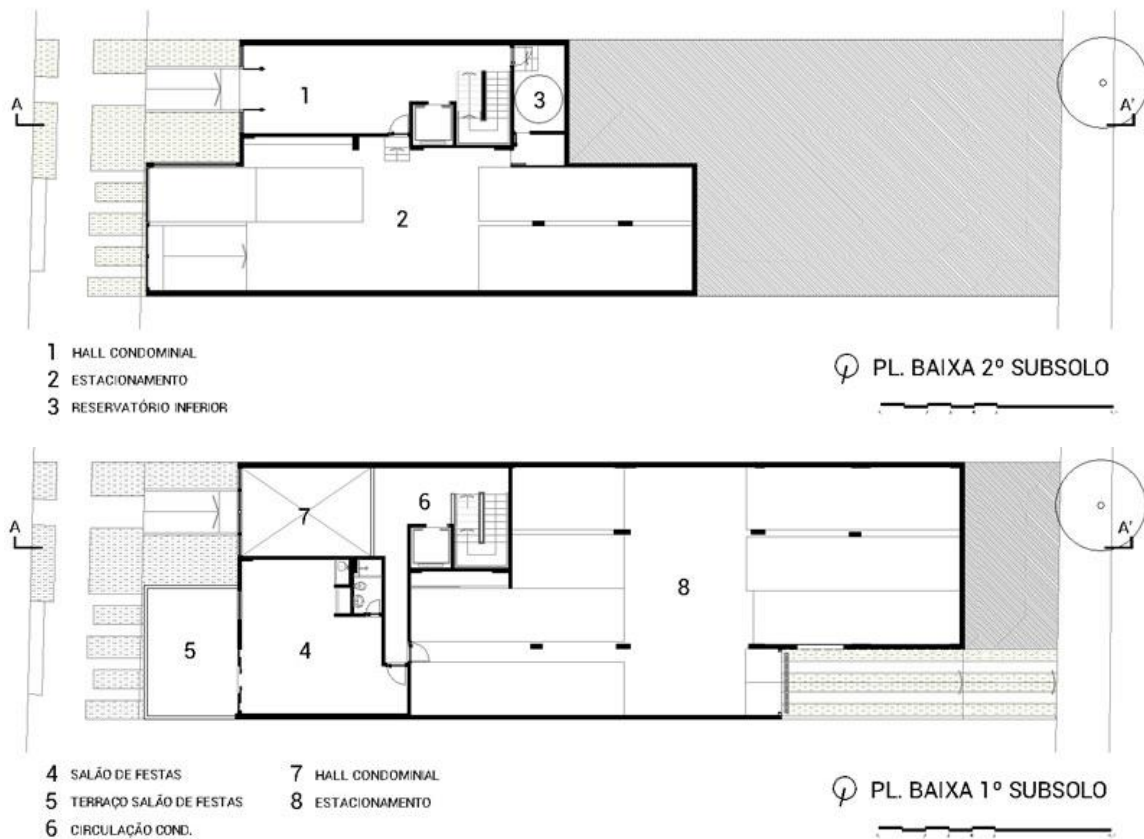 A
1
3
A'
2
1 HALL CONDOMINIAL
2 ESTACIONAMENTO
3 RESERVATÓRIO INFERIOR
PL. BAIXA 2º SUBSOLO
6
A
7
A'
8
5
4
4 SALÃO DE FESTAS
5 TERRAÇO SALÃO DE FESTAS
6 CIRCULAÇÃO COND.
7 HALL CONDOMINIAL
8 ESTACIONAMENTO
PL. BAIXA 1º SUBSOLO